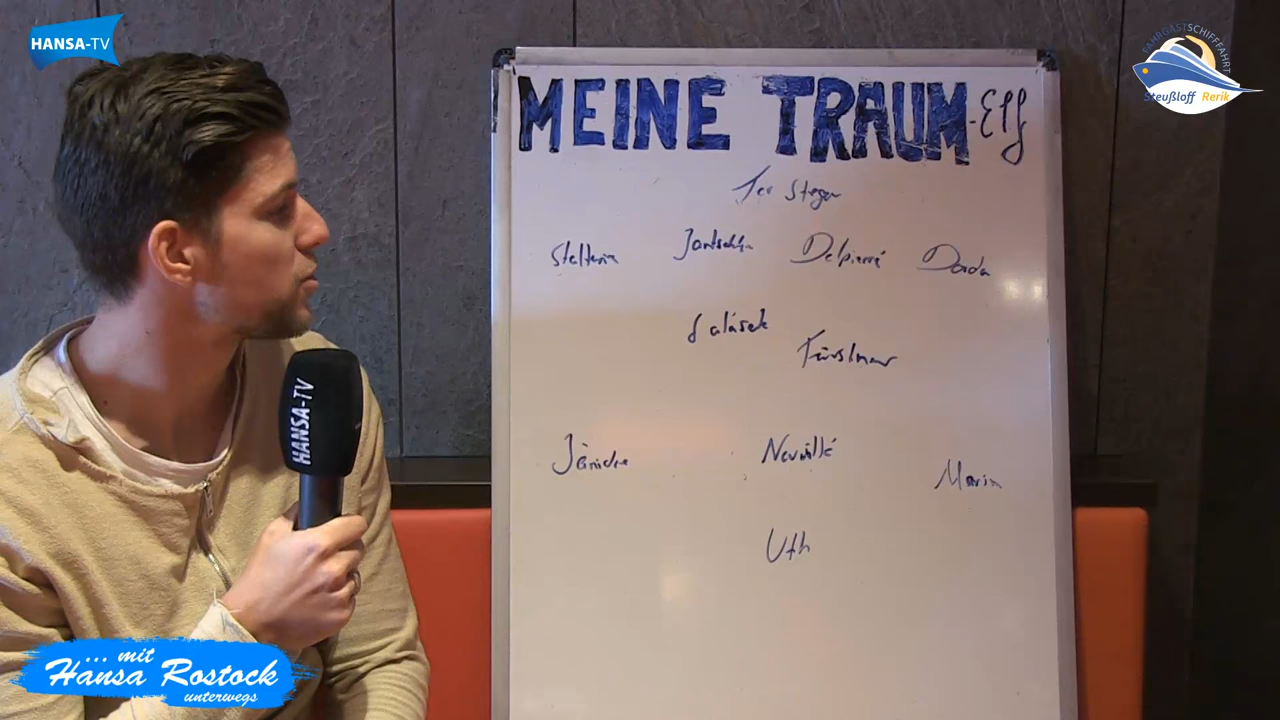 HANSA-TV
FAHRGASTSCHIFFFAHRT
Steußloff Rerik
MEINE TRAUM-Elf
Ter Stegen
Stelteria Jantschke Delpierré Dorda
Galásek
Fürstner
Jänicke Neuvillé Marin
Uth
HANSA-TV
... mit
Hansa Rostock
unterwegs